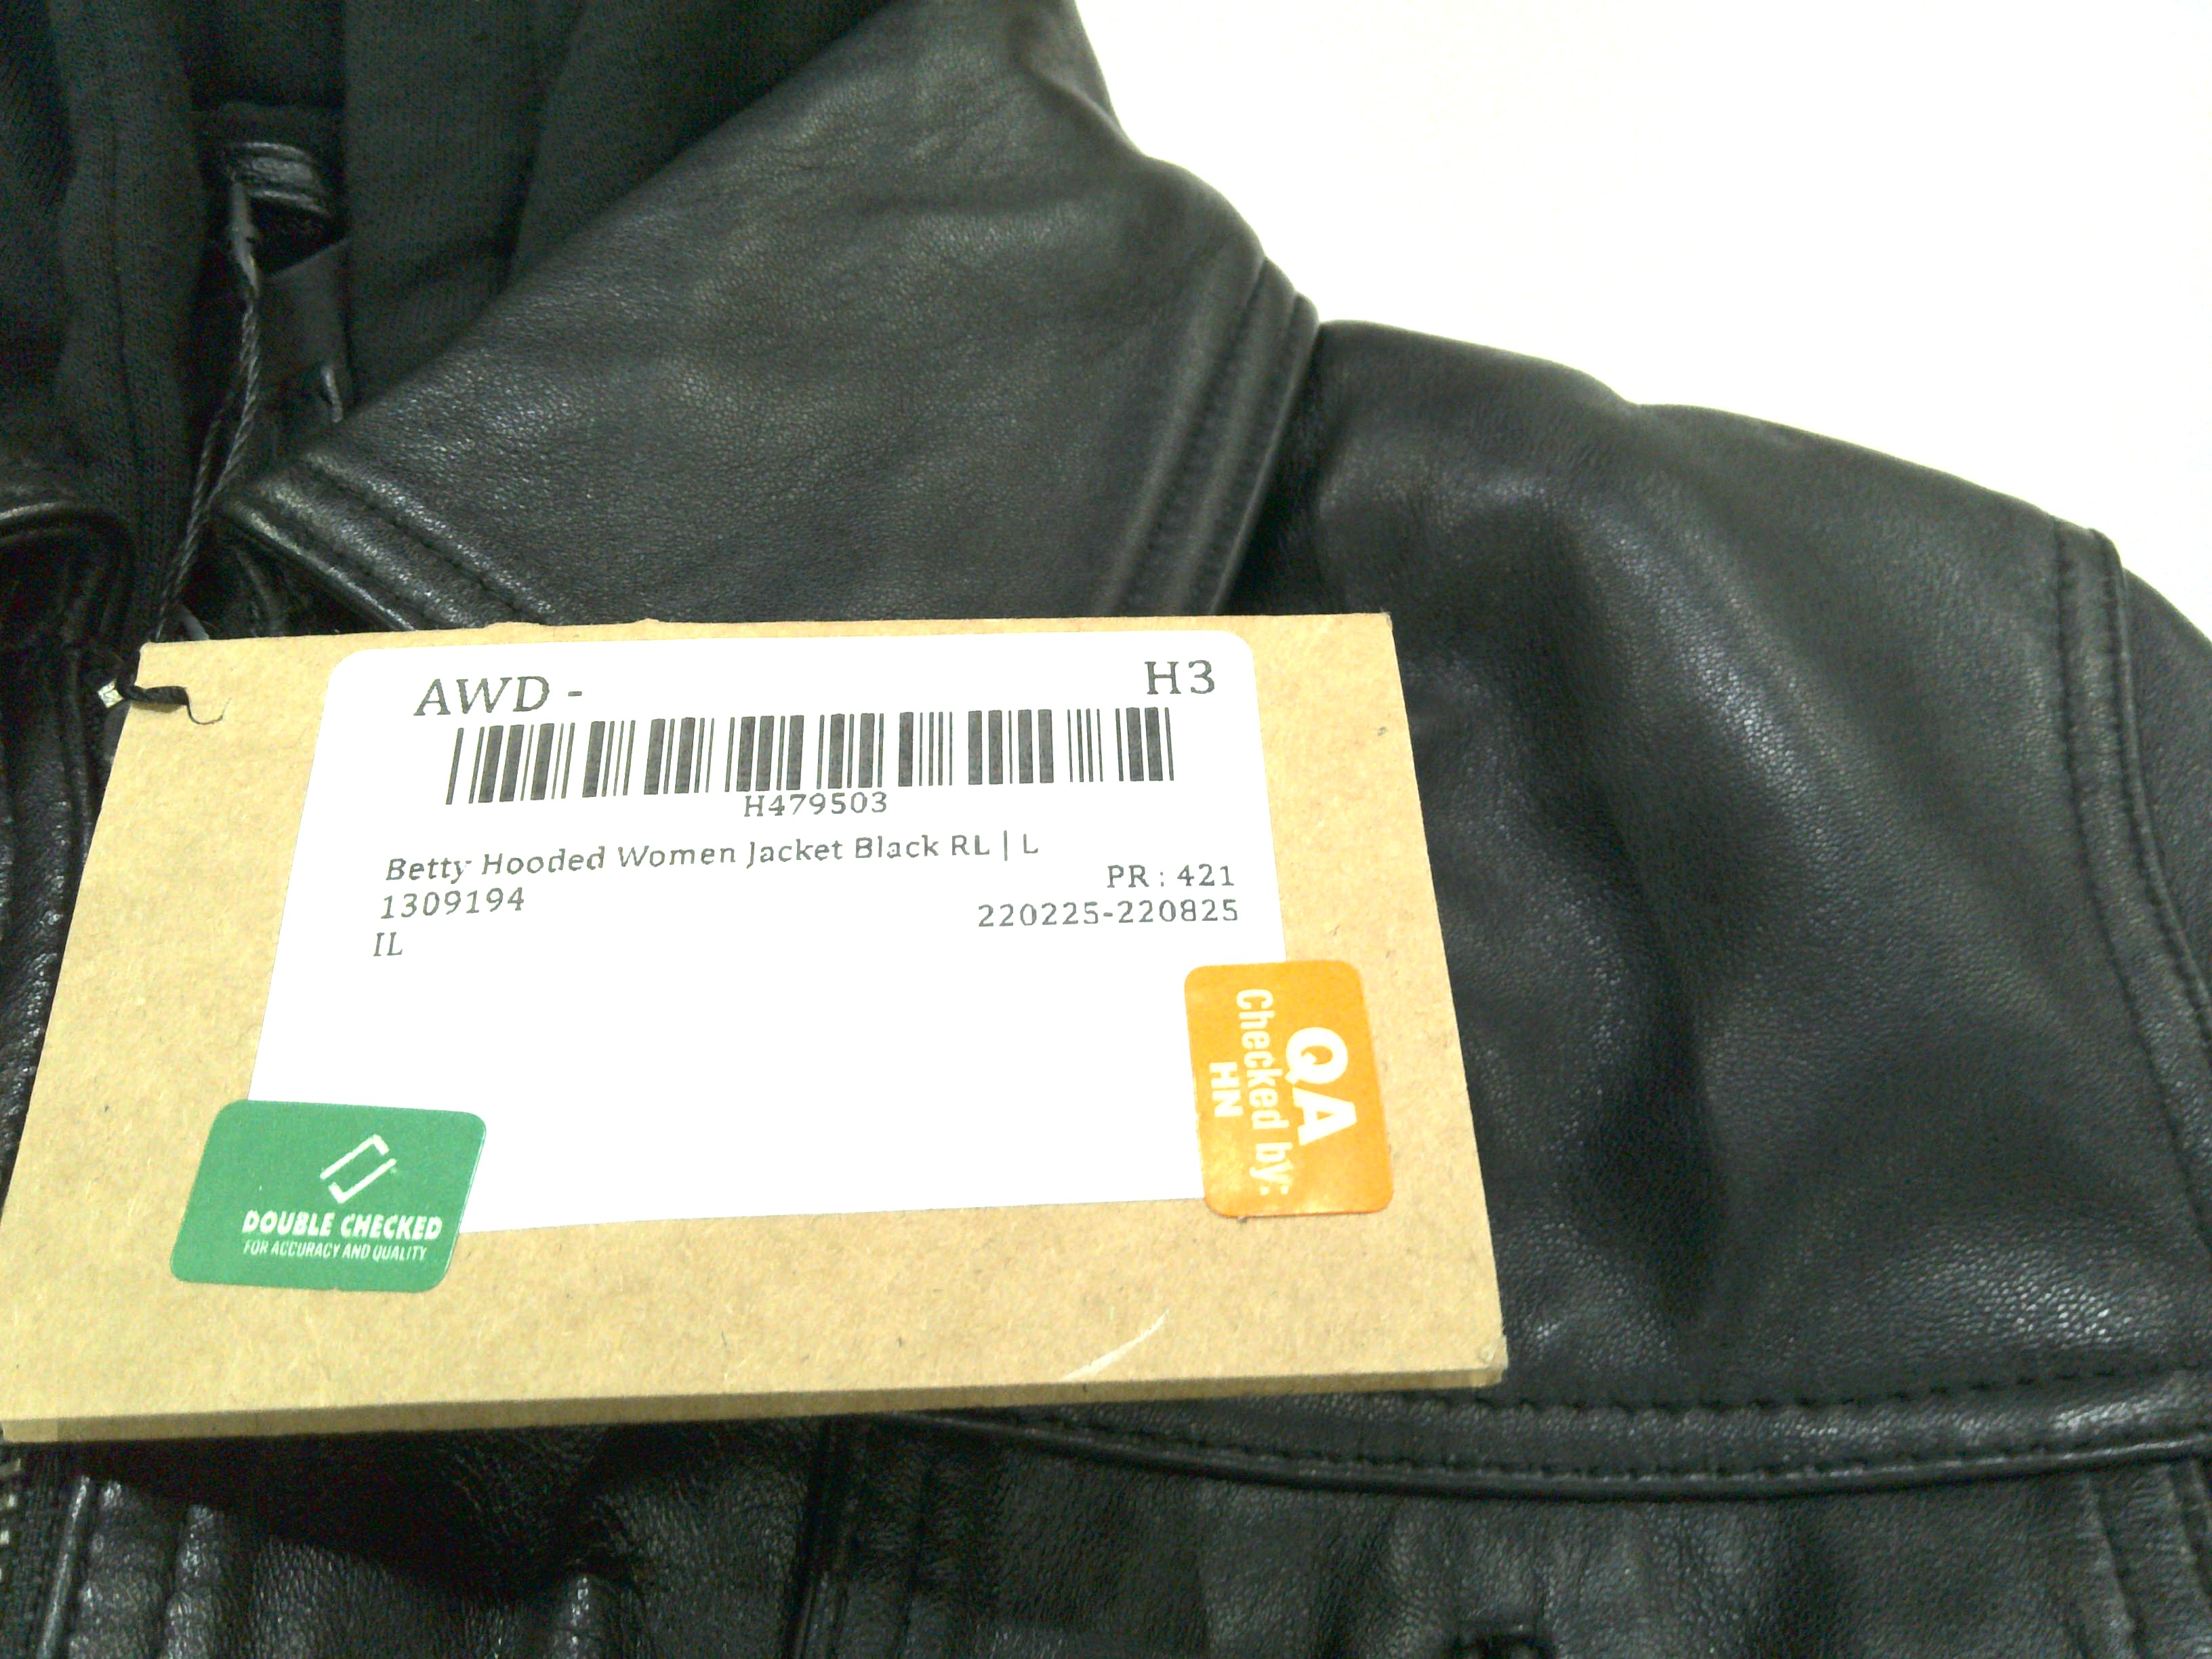 AWD - H3
H479503
Betty Hooded Women Jacket Black RL | L
1309194 PR : 421
IL 220225-220825
QA
Checked by:
HN
DOUBLE CHECKED
FOR ACCURACY AND QUALITY